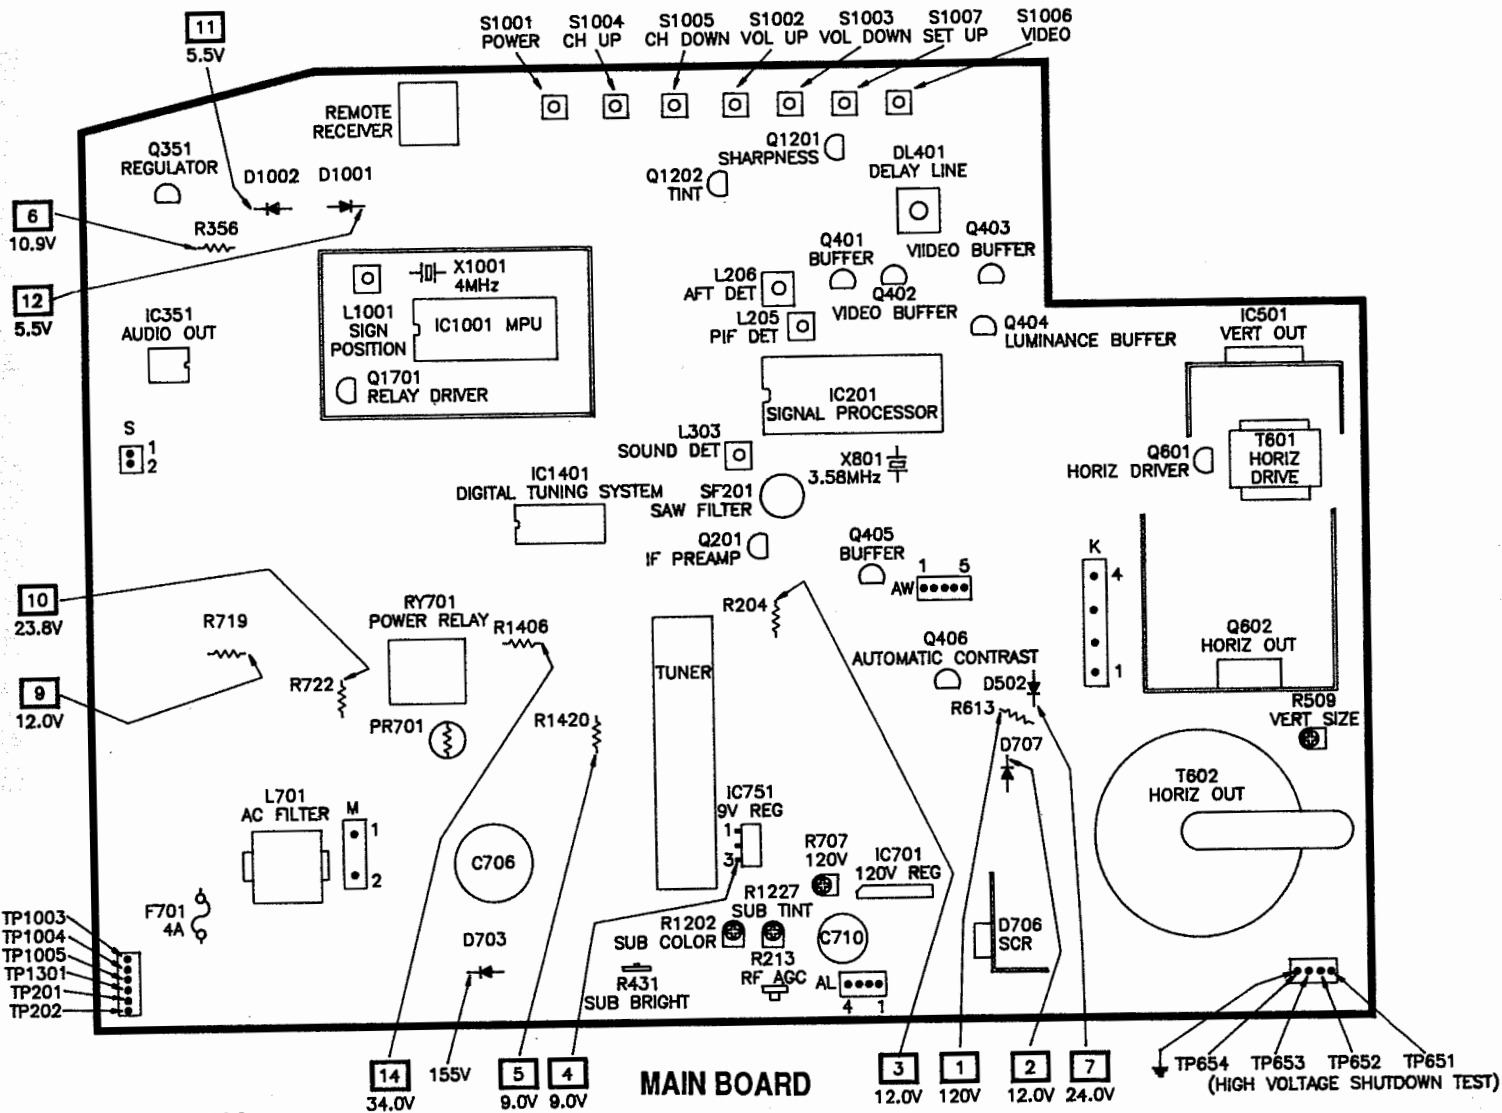 11
5.5V
S1001
POWER
S1004
CH UP
S1005
CH DOWN
S1002
VOL UP
S1003
VOL DOWN
S1007
SET UP
S1006
VIDEO
REMOTE
RECEIVER
Q351
REGULATOR
D1002
D1001
Q1201
SHARPNESS
Q1202
TINT
DL401
DELAY LINE
6
10.9V
R356
Q401
BUFFER
Q403
VIIDEO BUFFER
Q402
VIDEO BUFFER
12
5.5V
X1001
4MHz
L1001
SIGN
POSITION
IC1001 MPU
L206
AFT DET
L205
PIF DET
Q404
LUMINANCE BUFFER
IC501
VERT OUT
IC351
AUDIO OUT
Q1701
RELAY DRIVER
IC201
SIGNAL PROCESSOR
S
1
2
L303
SOUND DET
X801
3.58MHz
Q601
HORIZ DRIVER
T601
HORIZ
DRIVE
IC1401
DIGITAL TUNING SYSTEM
SF201
SAW FILTER
Q201
IF PREAMP
Q405
BUFFER
AW
1
5
K
4
1
10
23.8V
R719
RY701
POWER RELAY
R1406
R204
Q602
HORIZ OUT
9
12.0V
R722
TUNER
Q406
AUTOMATIC CONTRAST
D502
R613
R509
VERT SIZE
PR701
R1420
D707
T602
HORIZ OUT
L701
AC FILTER
M
1
2
IC751
9V REG
1
3
C706
R707
120V
IC701
120V REG
F701
4A
R1227
SUB TINT
R1202
SUB COLOR
C710
D706
SCR
TP1003
TP1004
TP1005
TP1301
TP201
TP202
D703
R431
SUB BRIGHT
R213
RF AGC
AL
4
1
14
34.0V
155V
5
9.0V
4
9.0V
MAIN BOARD
3
12.0V
1
120V
2
12.0V
7
24.0V
TP654
TP653
TP652
TP651
(HIGH VOLTAGE SHUTDOWN TEST)